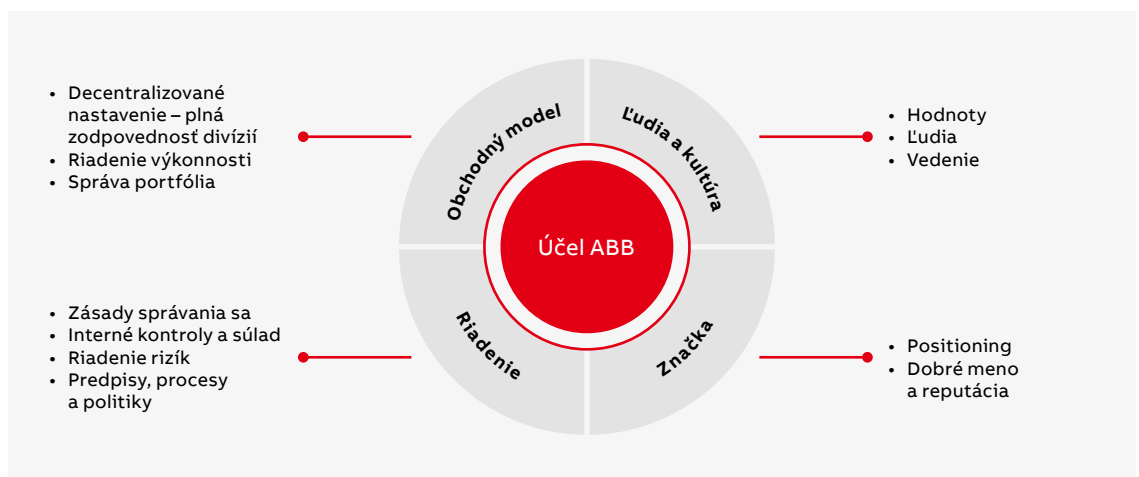 • Decentralizované
nastavenie – plná
zodpovednosť divízií
• Riadenie výkonnosti
• Správa portfólia
Obchodný model
Ľudia a kultúra
• Hodnoty
• Ľudia
• Vedenie
Účel ABB
• Zásady správania sa
• Interné kontroly a súlad
• Riadenie rizík
• Predpisy, procesy
a politiky
Riadenie
Značka
• Positioning
• Dobré meno
a reputácia